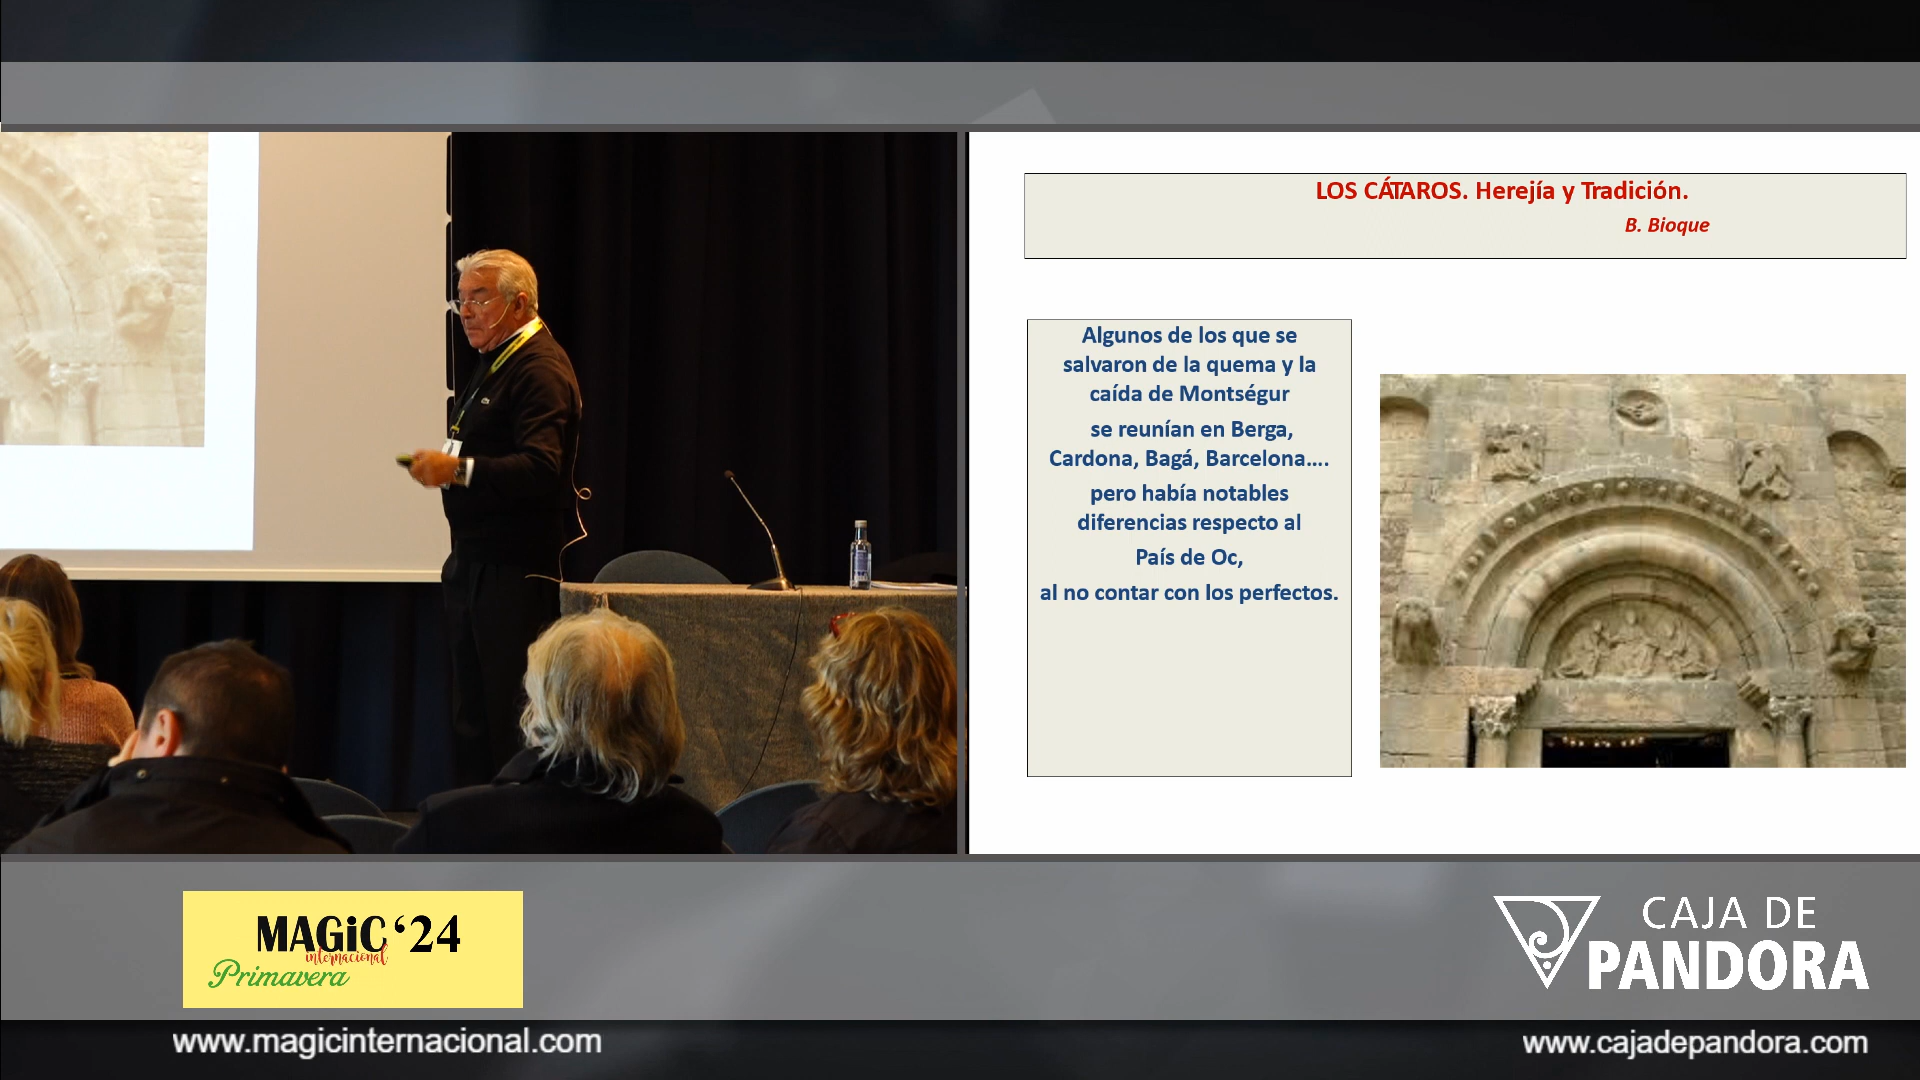 LOS CÁTAROS. Herejía y Tradición.
B. Bioque
Algunos de los que se
salvaron de la quema y la
caída de Montségur
se reunían en Berga,
Cardona, Bagá, Barcelona....
pero había notables
diferencias respecto al
País de Oc,
al no contar con los perfectos.
MAGiC ‘24
internacional
Primavera
CAJA DE
PANDORA
www.magicinternacional.com
www.cajadepandora.com